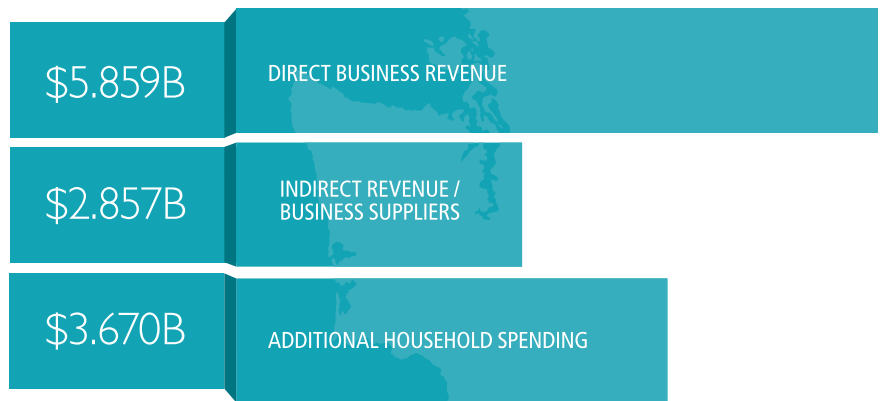 $5.859B
DIRECT BUSINESS REVENUE
$2.857B
INDIRECT REVENUE /
BUSINESS SUPPLIERS
$3.670B
ADDITIONAL HOUSEHOLD SPENDING